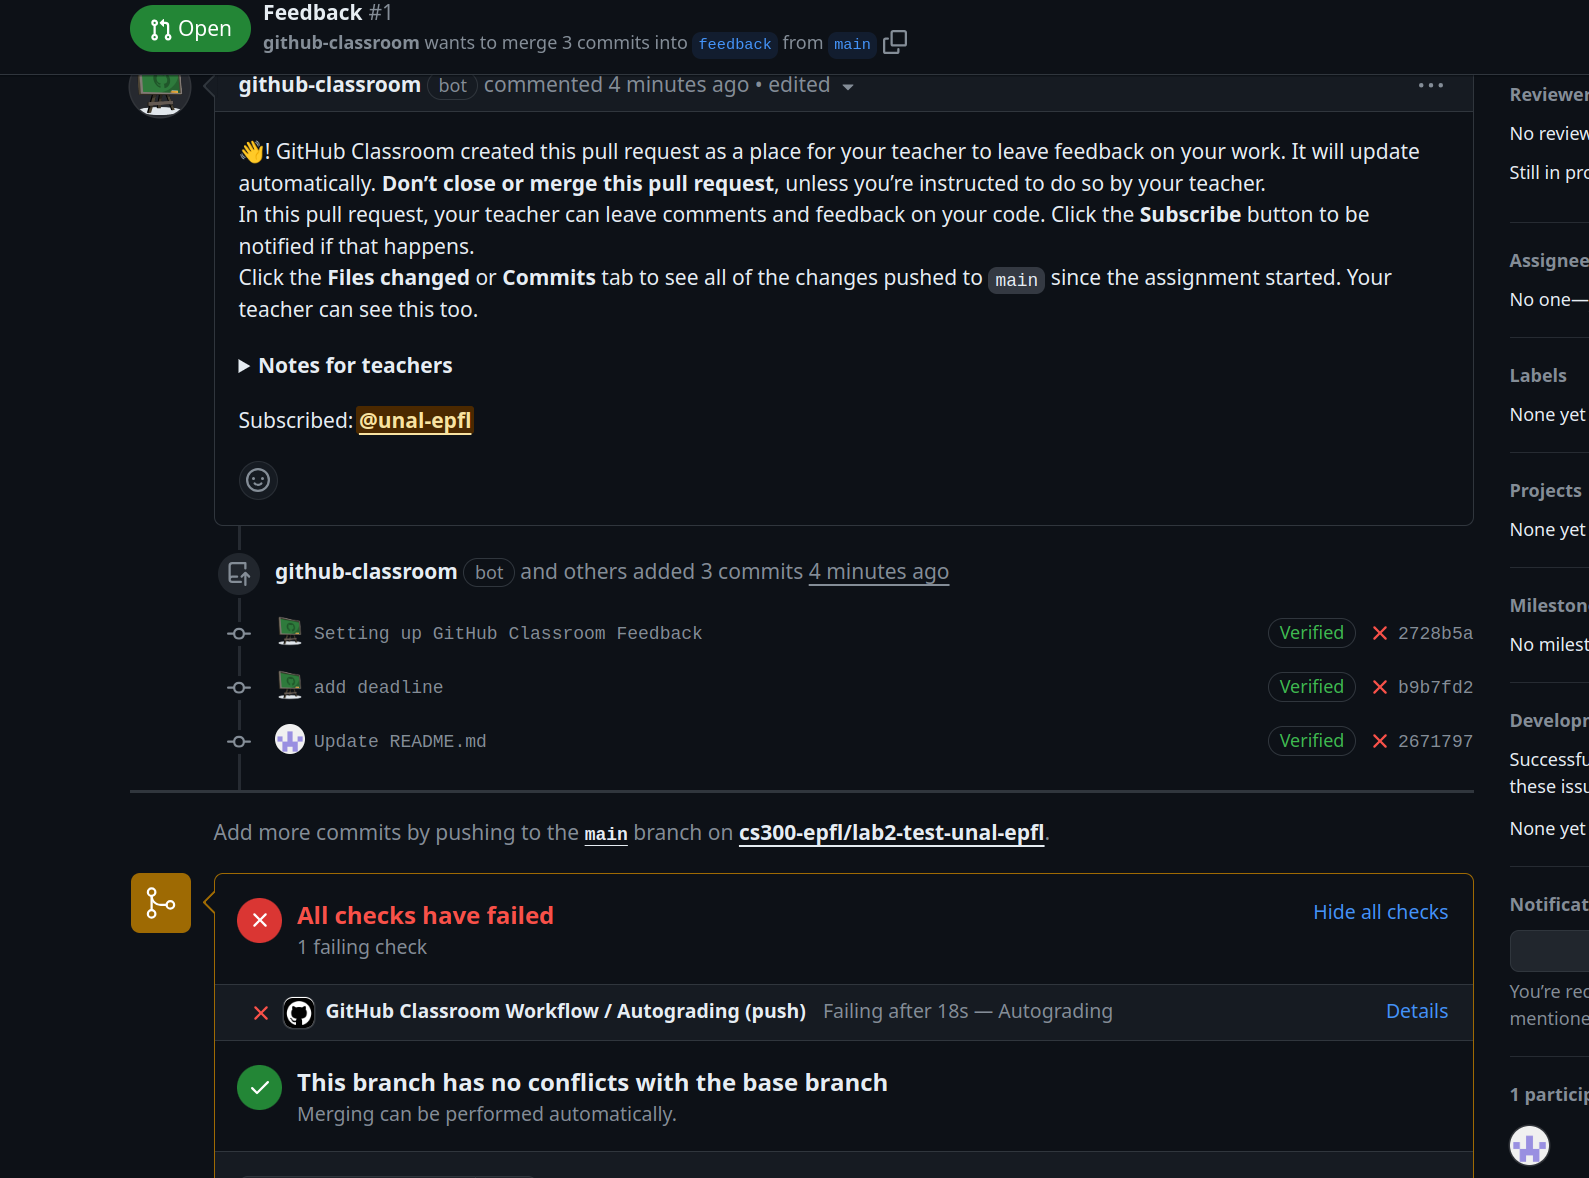 Open
Feedback #1
github-classroom wants to merge 3 commits into feedback from main
github-classroom bot commented 4 minutes ago • edited
👋! GitHub Classroom created this pull request as a place for your teacher to leave feedback on your work. It will update
automatically. Don’t close or merge this pull request, unless you’re instructed to do so by your teacher.
In this pull request, your teacher can leave comments and feedback on your code. Click the Subscribe button to be
notified if that happens.
Click the Files changed or Commits tab to see all of the changes pushed to main since the assignment started. Your
teacher can see this too.
Notes for teachers
Subscribed: @unal-epfl
github-classroom bot and others added 3 commits 4 minutes ago
Setting up GitHub Classroom Feedback Verified 2728b5a
add deadline Verified b9b7fd2
Update README.md Verified 2671797
Add more commits by pushing to the main branch on cs300-epfl/lab2-test-unal-epfl.
All checks have failed
Hide all checks
1 failing check
GitHub Classroom Workflow / Autograding (push) Failing after 18s — Autograding Details
This branch has no conflicts with the base branch
Merging can be performed automatically.
Reviewer
No review
Still in pro
Assignee
No one—
Labels
None yet
Projects
None yet
Mileston
No milest
Developm
Successfu
these issu
None yet
Notificat
You’re rec
mentione
1 particip